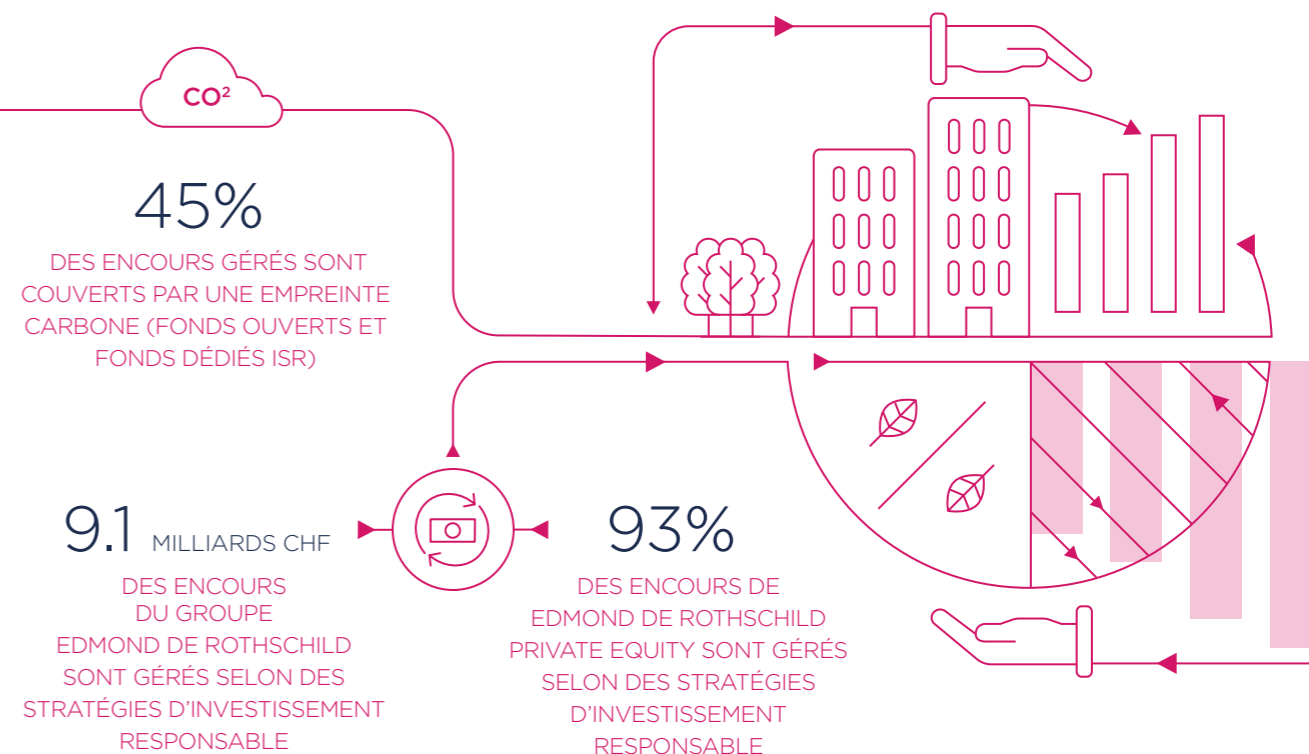 CO²
45%
DES ENCOURS GÉRÉS SONT
COUVERTS PAR UNE EMPREINTE
CARBONE (FONDS OUVERTS ET
FONDS DÉDIÉS ISR)
9.1 MILLIARDS CHF
DES ENCOURS
DU GROUPE
EDMOND DE ROTHSCHILD
SONT GÉRÉS SELON DES
STRATÉGIES D'INVESTISSEMENT
RESPONSABLE
93%
DES ENCOURS DE
EDMOND DE ROTHSCHILD
PRIVATE EQUITY SONT GÉRÉS
SELON DES STRATÉGIES
D'INVESTISSEMENT
RESPONSABLE